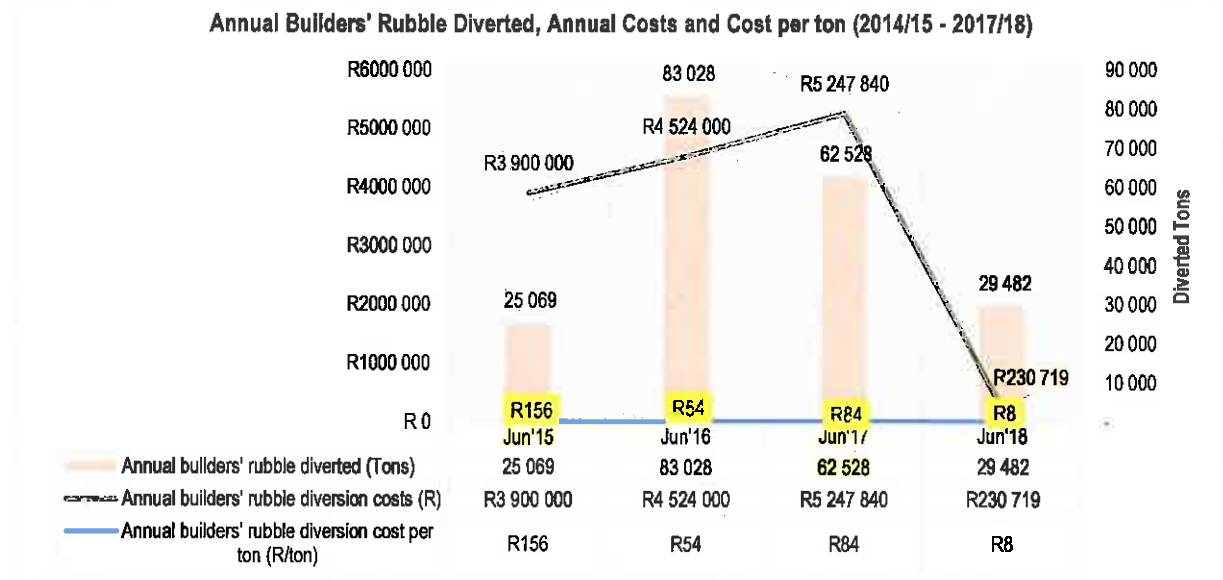 Annual Builders' Rubble Diverted, Annual Costs and Cost per ton (2014/15 - 2017/18)
R6000 000
R5000 000
R4000 000
R3000 000
R2000 000
R1000 000
R 0
90 000
80 000
70 000
60 000
50 000
40 000
30 000
20 000
10 000
-
Diverted Tons
R3 900 000
R4 524 000
R5 247 840
R230 719
25 069
83 028
62 528
29 482
R156
R54
R84
R8
Jun'15 Jun'16 Jun'17 Jun'18
Annual builders' rubble diverted (Tons) 25 069 83 028 62 528 29 482
Annual builders' rubble diversion costs (R) R3 900 000 R4 524 000 R5 247 840 R230 719
Annual builders' rubble diversion cost per
ton (R/ton) R156 R54 R84 R8